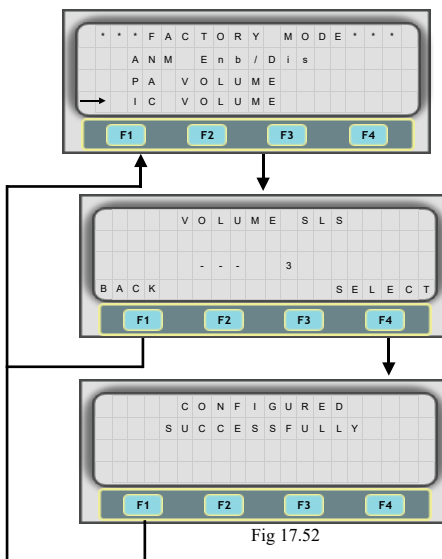 * * * FACTORY MODE * * *
ANM Enb/Dis
PA VOLUME
IC VOLUME
F1 F2 F3 F4
VOLUME SLS
- - - 3
BACK SELECT
F1 F2 F3 F4
CONFIGURED
SUCCESSFULLY
F1 F2 F3 F4
Fig 17.52